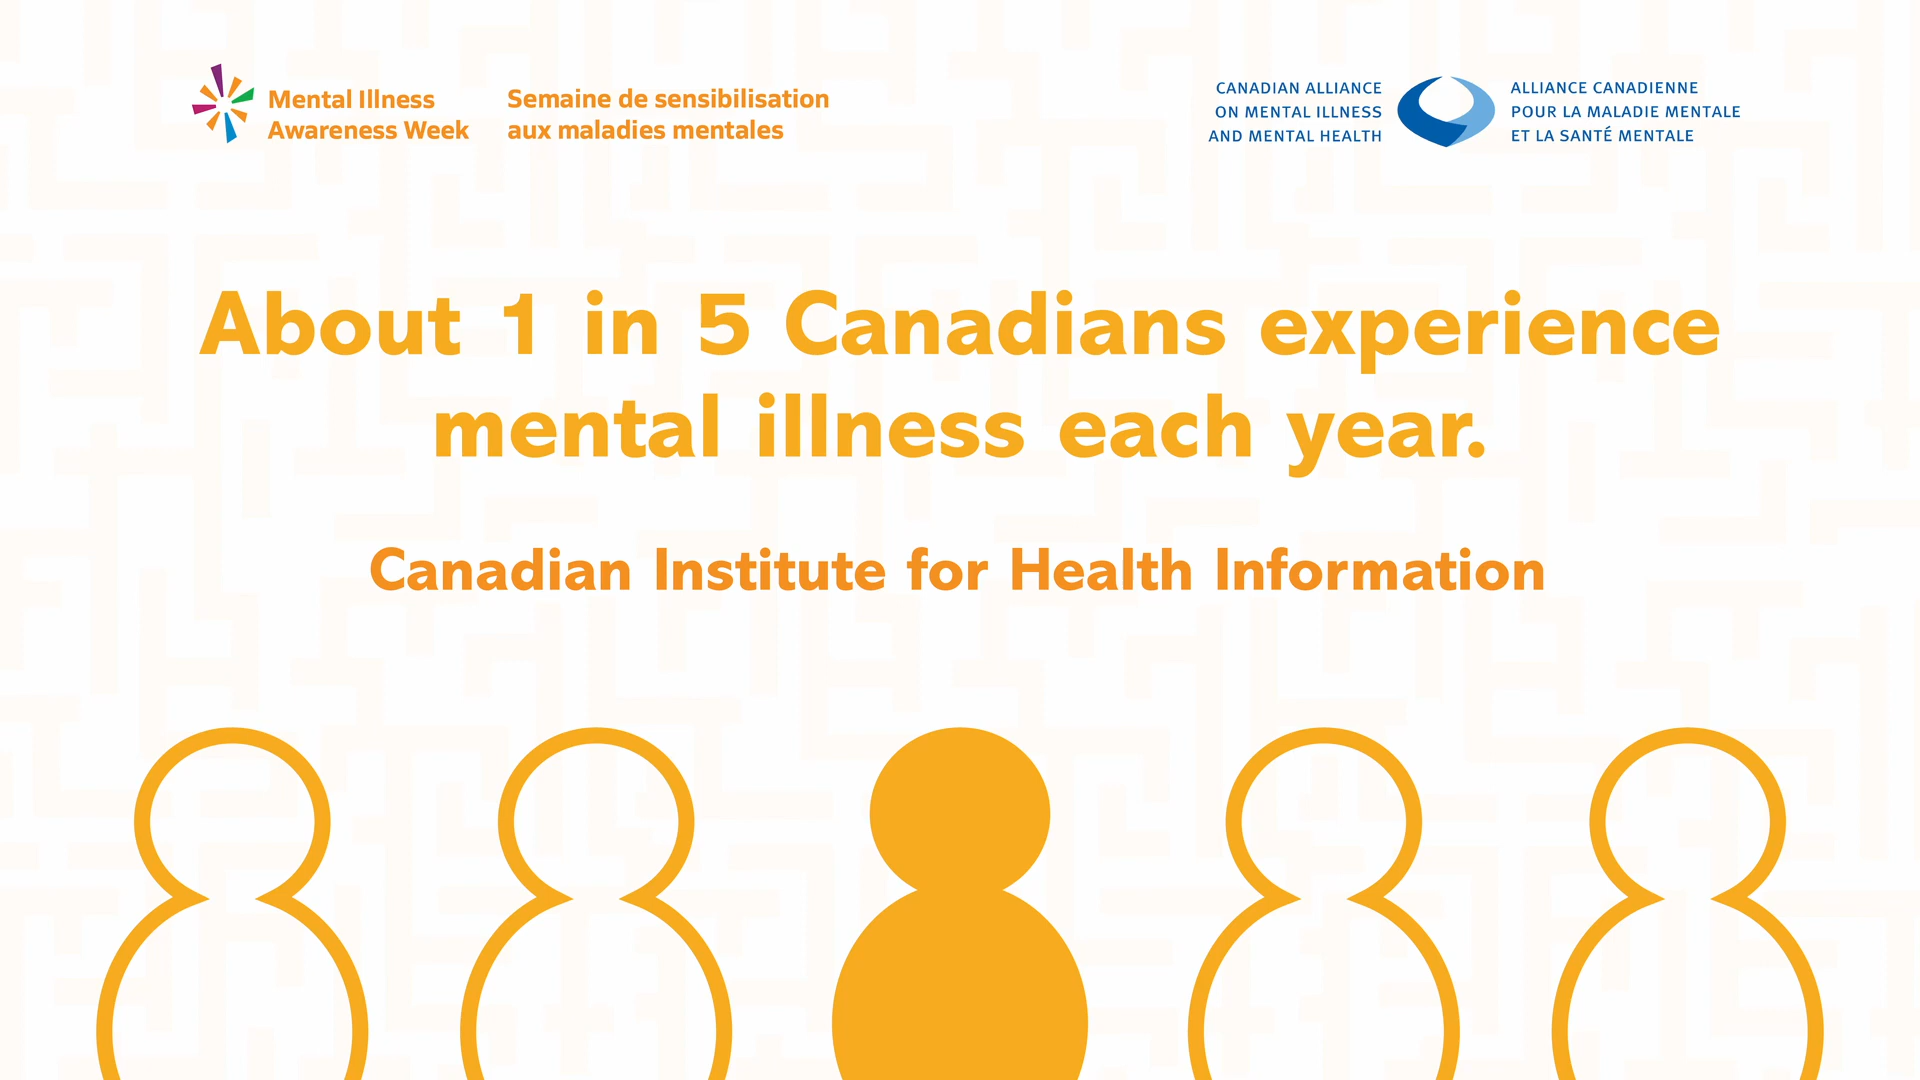 Mental Illness
Awareness Week
Semaine de sensibilisation
aux maladies mentales
CANADIAN ALLIANCE
ON MENTAL ILLNESS
AND MENTAL HEALTH
ALLIANCE CANADIENNE
POUR LA MALADIE MENTALE
ET LA SANTÉ MENTALE
About 1 in 5 Canadians experience
mental illness each year.
Canadian Institute for Health Information